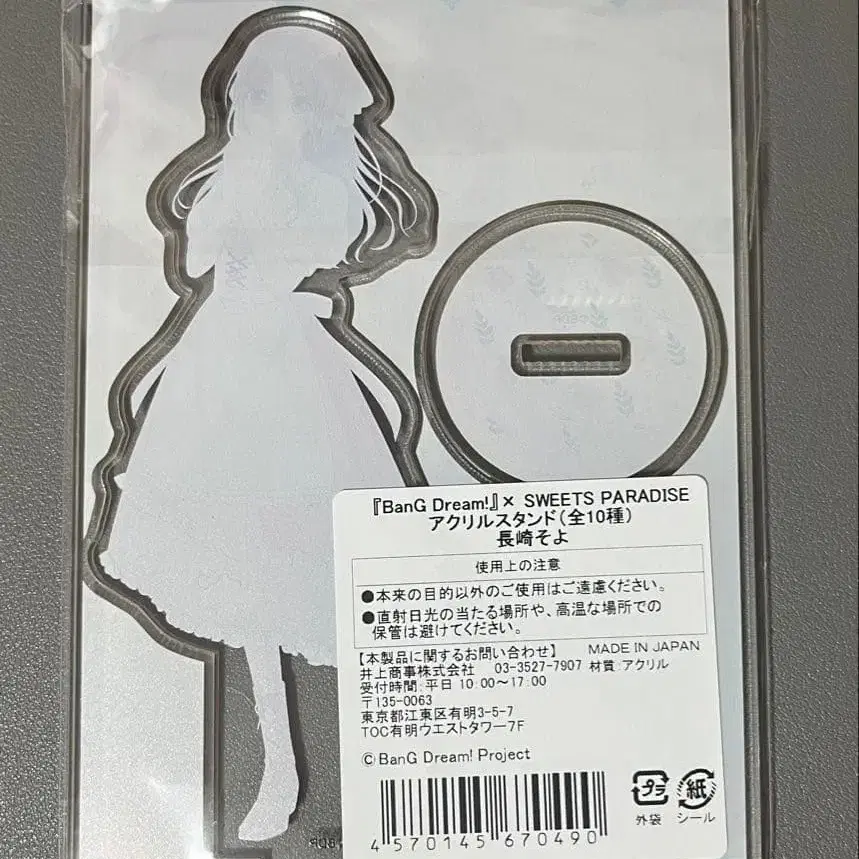 『BanG Dream!』× SWEETS PARADISE
アクリルスタンド(全10種)
長崎そよ
使用上の注意
●本来の目的以外のご使用はご遠慮ください。
●直射日光の当たる場所や、高温な場所での
保管は避けてください。
【本製品に関するお問い合わせ】 MADE IN JAPAN
井上商事株式会社 03-3527-7907 材質:アクリル
受付時間:平日 10:00～17:00
〒135-0063
東京都江東区有明3-5-7
TOC有明ウエストタワー7F
©BanG Dream! Project
プラ 紙
外袋 シール
4 570145 670490